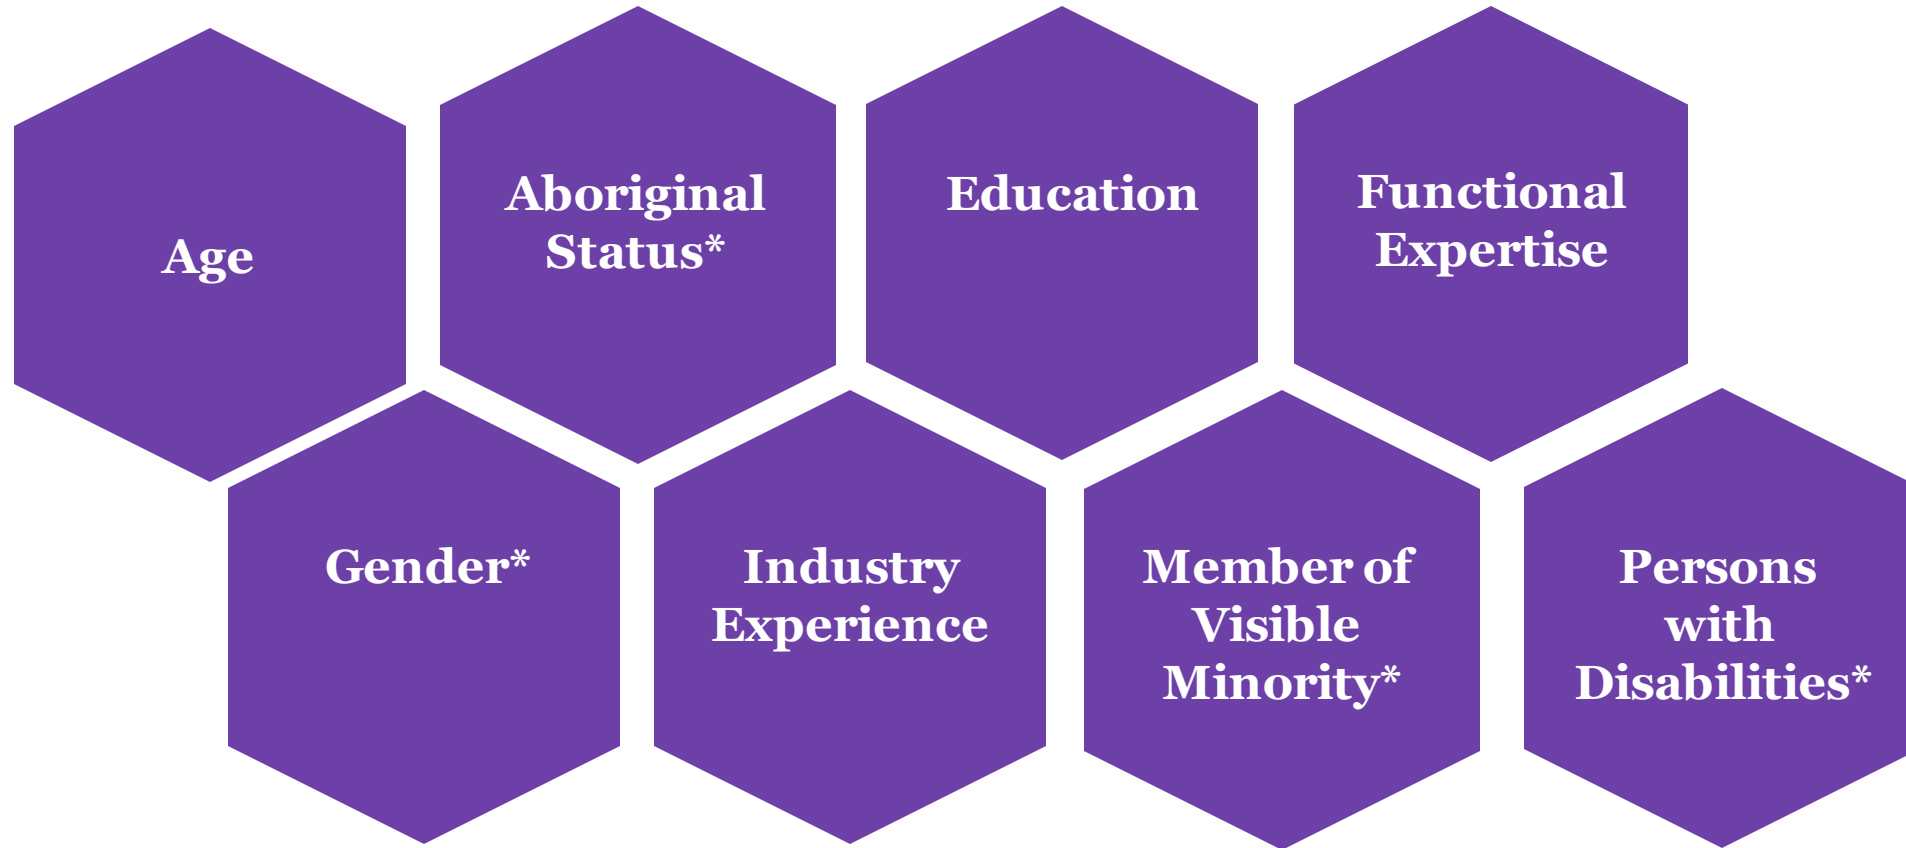 Age
Aboriginal
Status*
Education
Functional
Expertise
Gender*
Industry
Experience
Member of
Visible
Minority*
Persons
with
Disabilities*